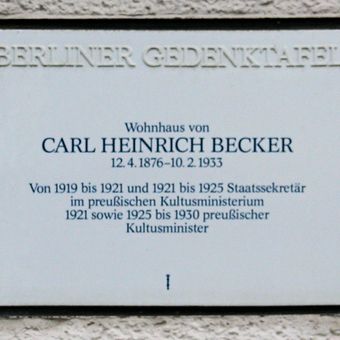 BERLINER GEDENKTAFEL
Wohnhaus von
CARL HEINRICH BECKER
12.4.1876–10.2.1933
Von 1919 bis 1921 und 1921 bis 1925 Staatssekretär
im preußischen Kultusministerium
1921 sowie 1925 bis 1930 preußischer
Kultusminister